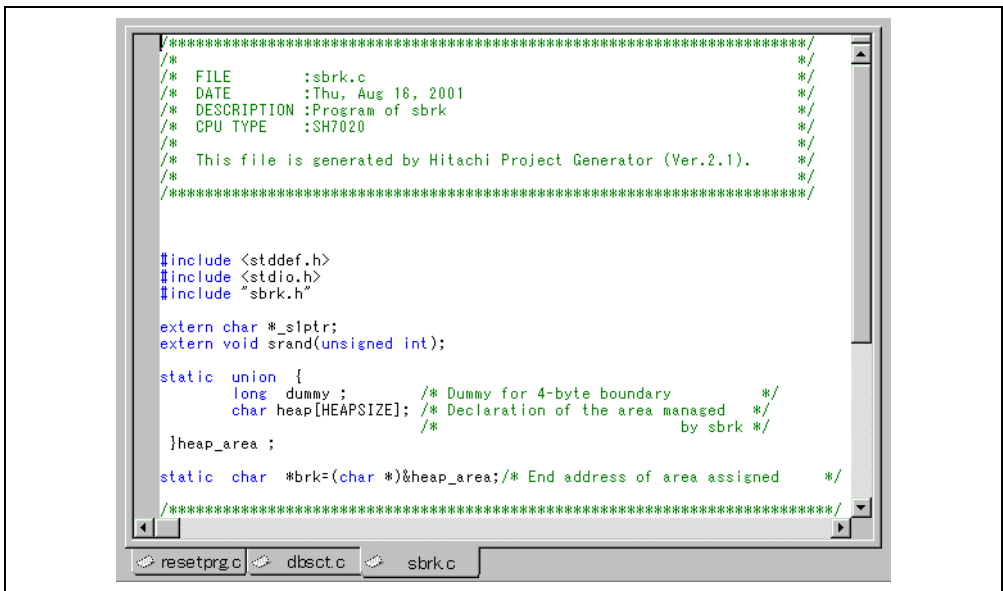 /***********************************************************************/
/*                                                                     */
/*  FILE        :sbrk.c                                                */
/*  DATE        :Thu, Aug 16, 2001                                     */
/*  DESCRIPTION :Program of sbrk                                       */
/*  CPU TYPE    :SH7020                                                */
/*                                                                     */
/*  This file is generated by Hitachi Project Generator (Ver.2.1).     */
/*                                                                     */
/***********************************************************************/
#include <stddef.h>
#include <stdio.h>
#include "sbrk.h"
extern char *_s1ptr;
extern void srand(unsigned int);
static  union  {
        long  dummy ;        /* Dummy for 4-byte boundary          */
        char heap[HEAPSIZE]; /* Declaration of the area managed   */
                             /*                           by sbrk */
 }heap_area ;
static  char  *brk=(char *)&heap_area;/* End address of area assigned     */
/**************************************************************************/
resetprg.c dbsct.c sbrk.c